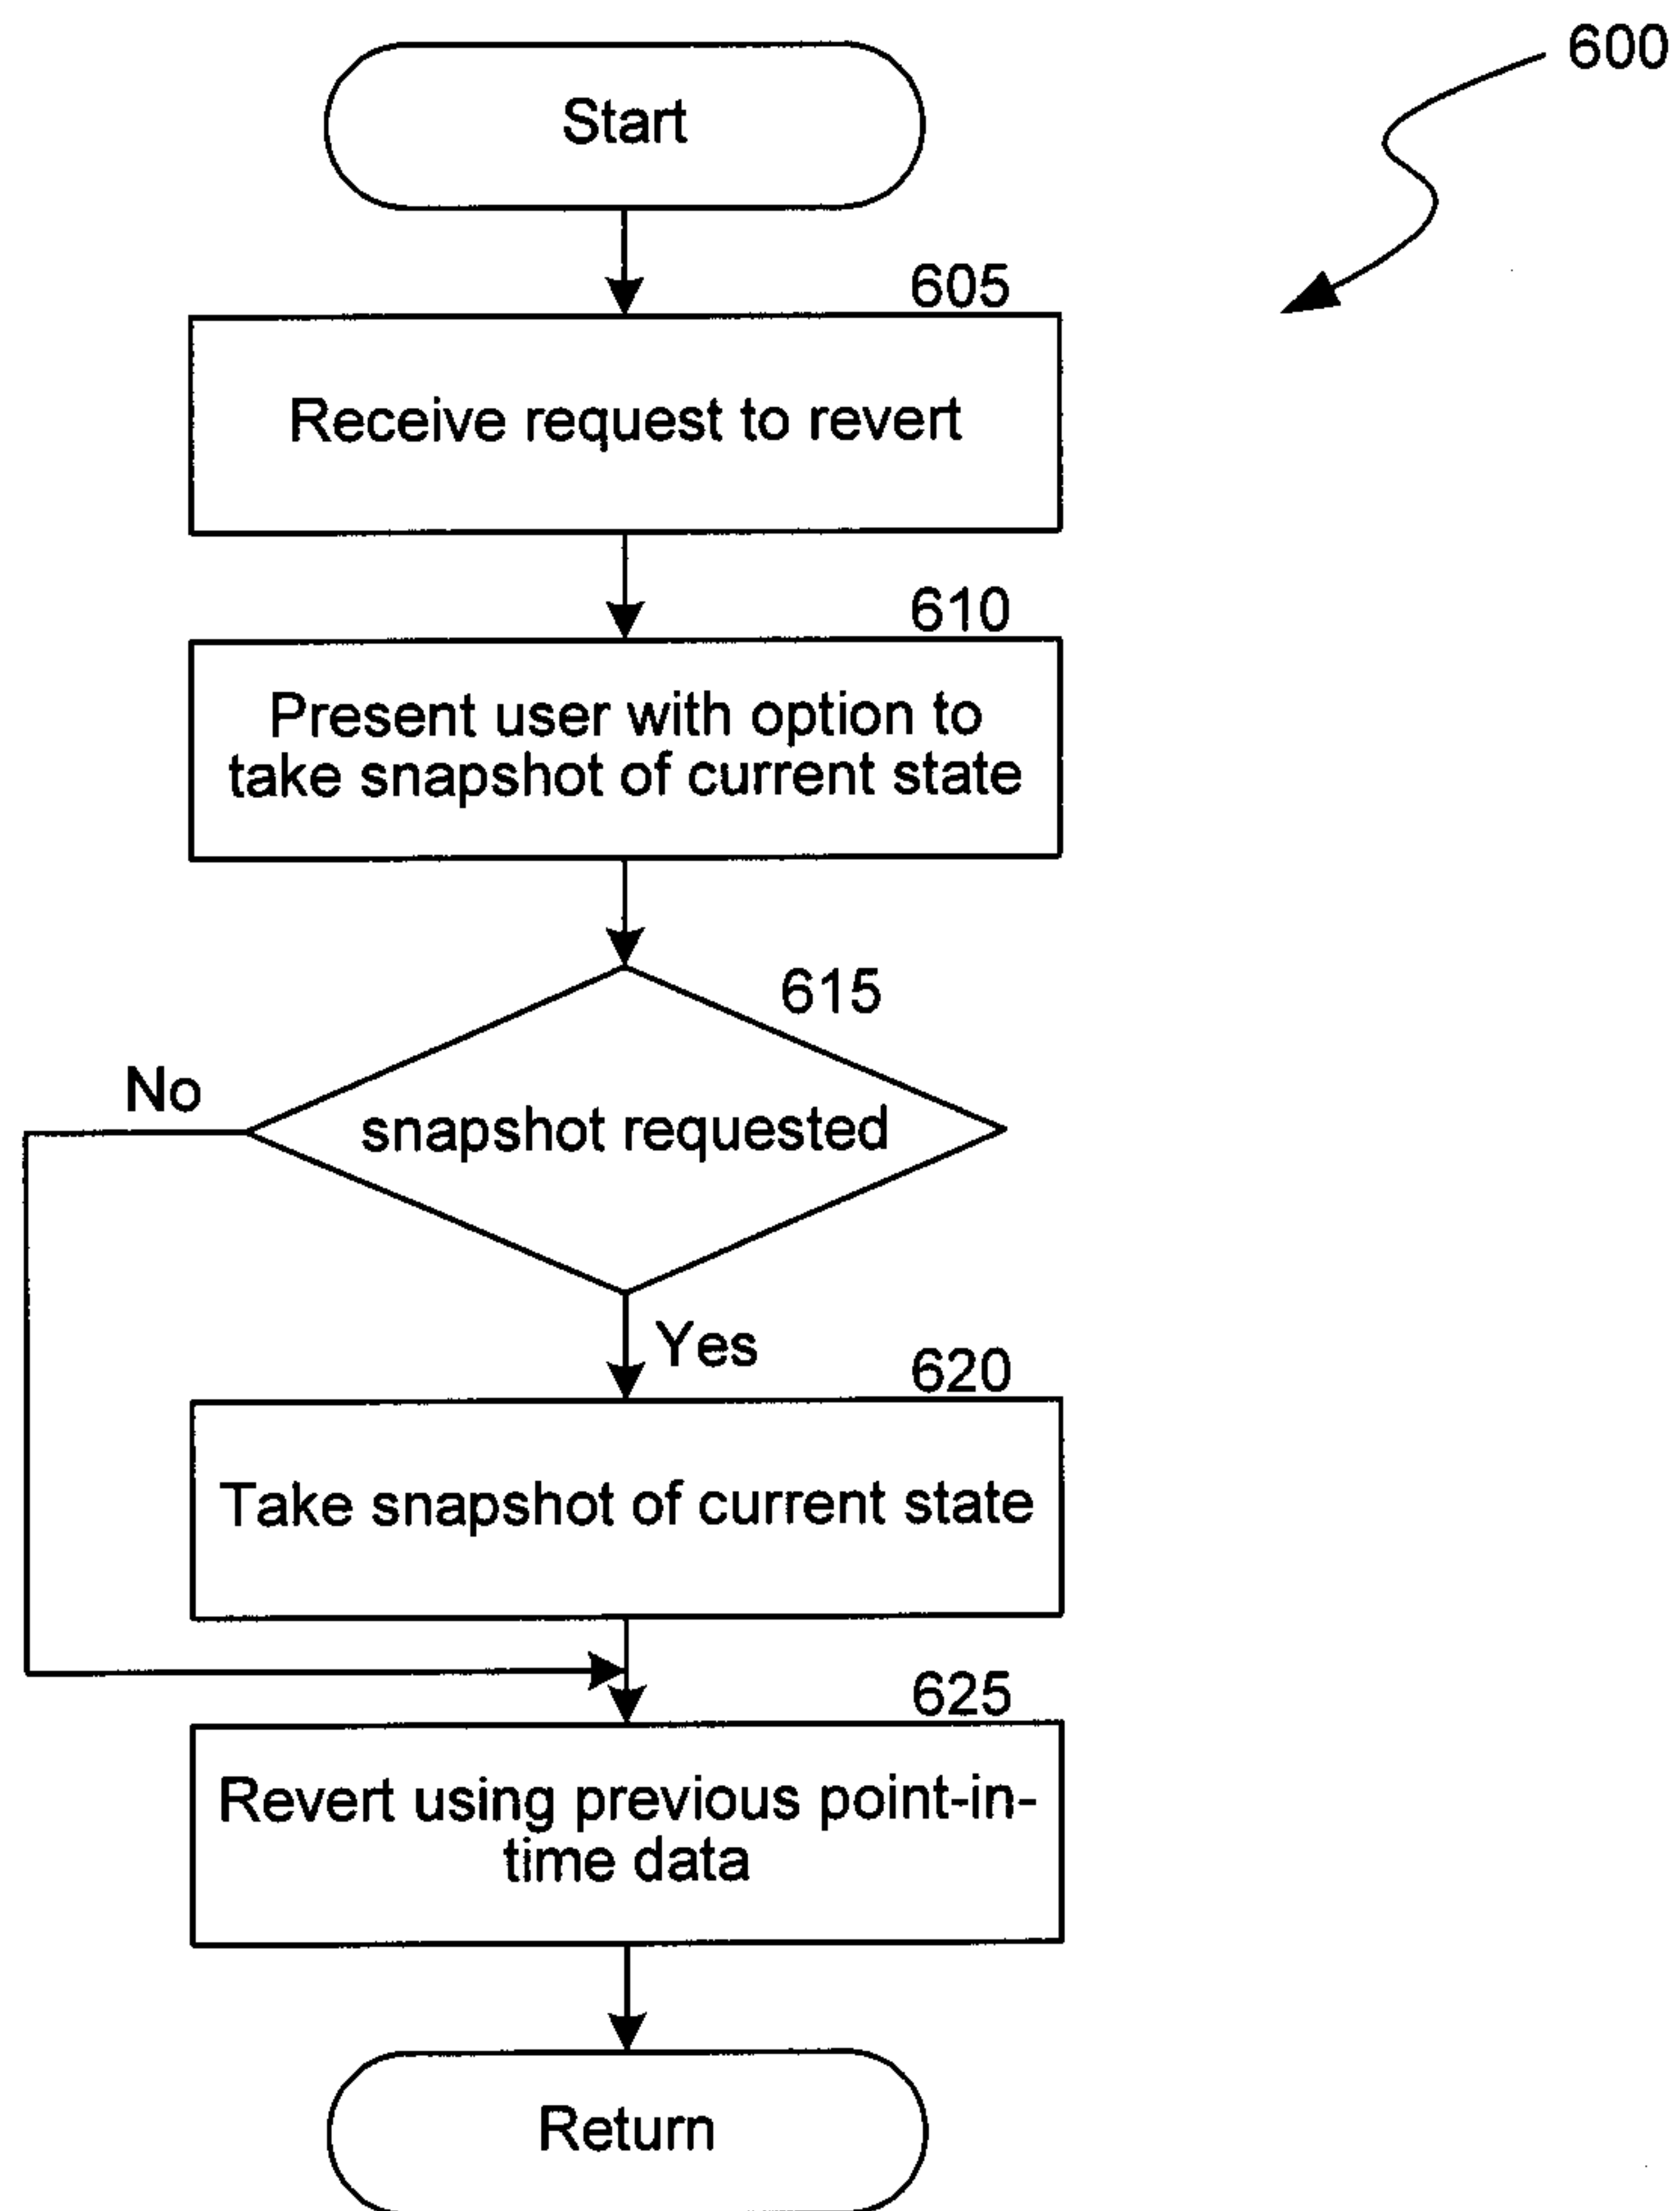 600
Start
605
Receive request to revert
610
Present user with option to
take snapshot of current state
615
No
snapshot requested
Yes
620
Take snapshot of current state
625
Revert using previous point-in-
time data
Return